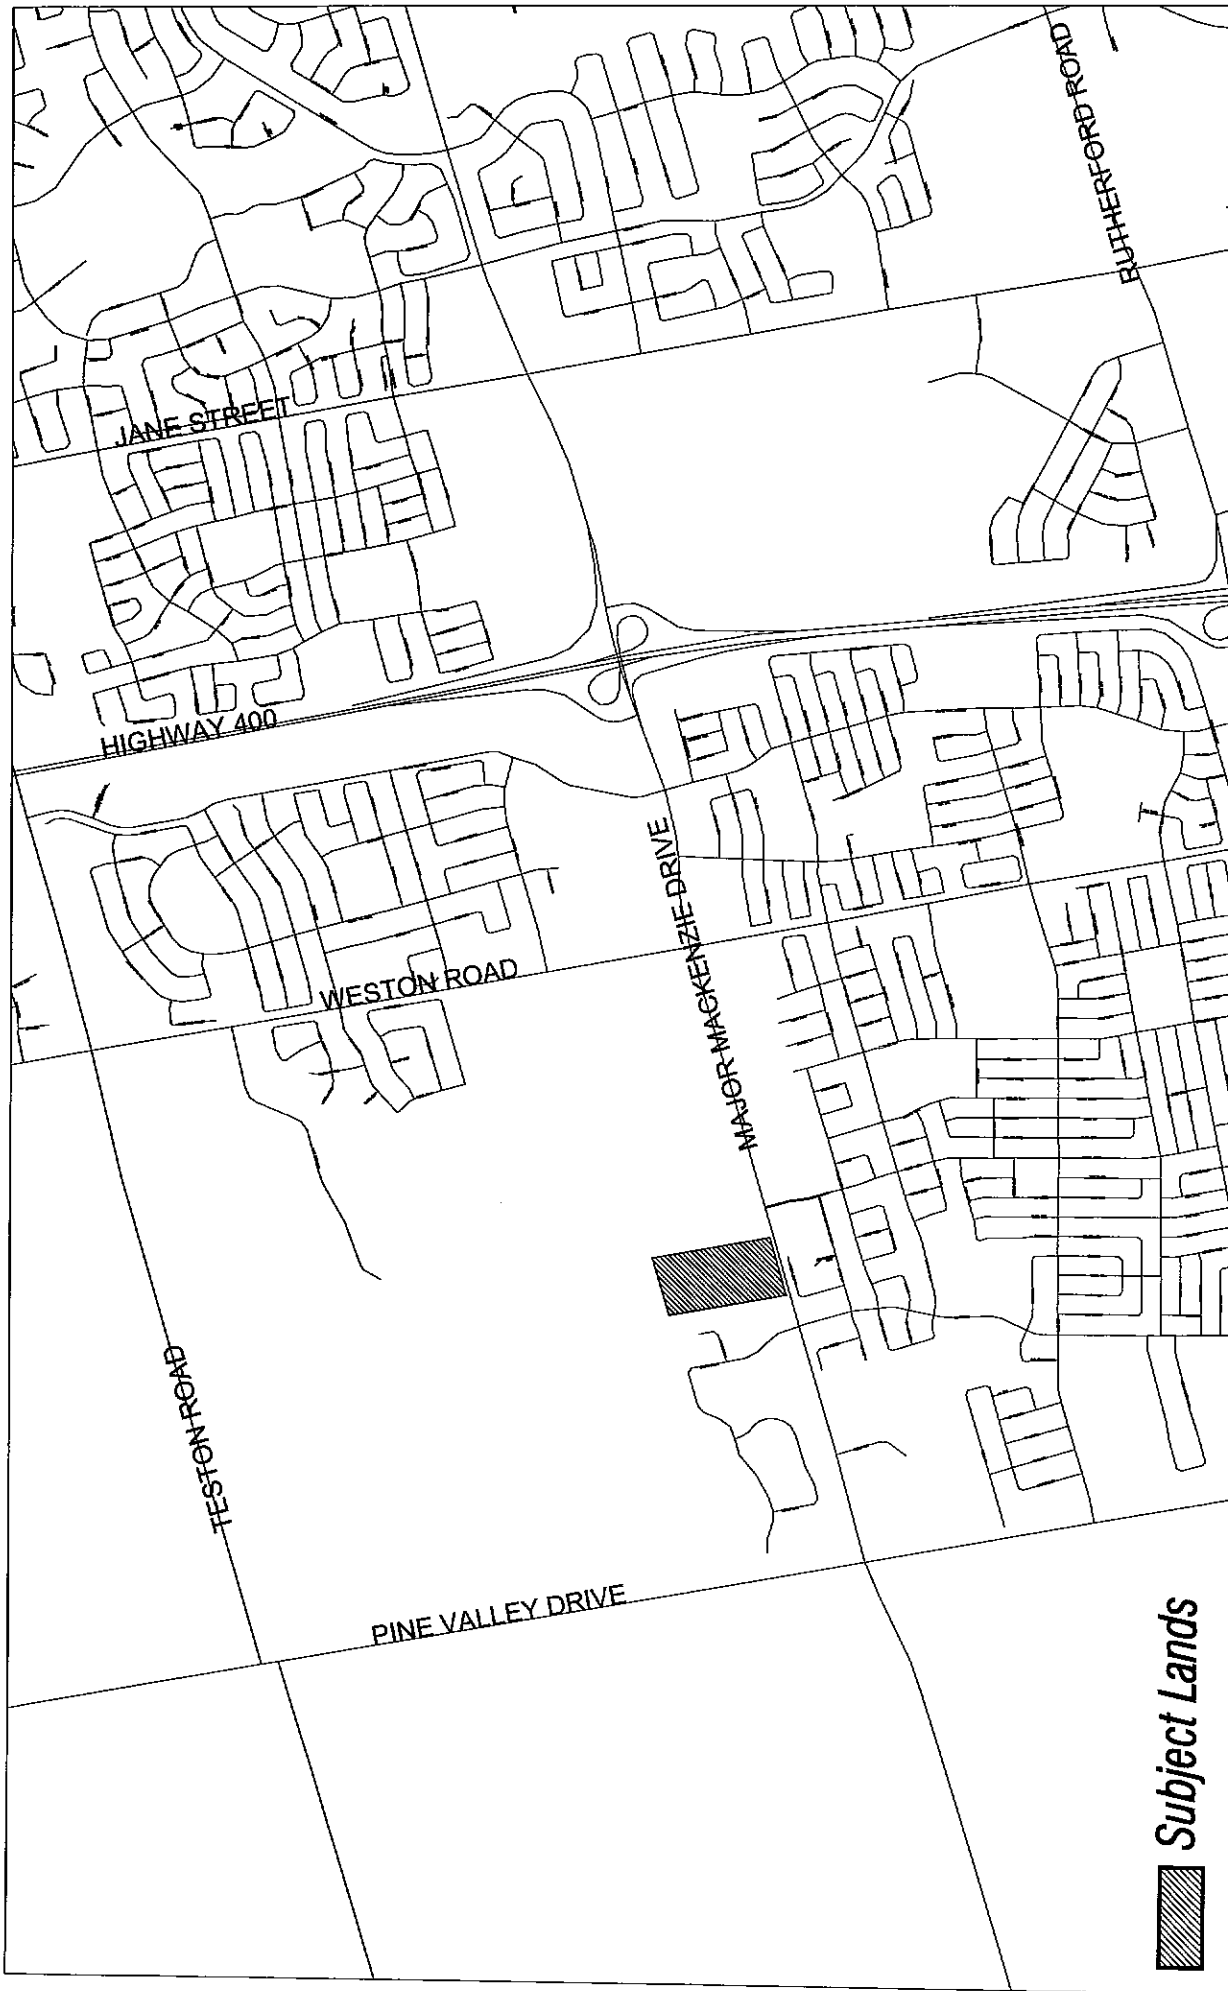 RUTHERFORD ROAD
JANE STREET
HIGHWAY 400
MAJOR MACKENZIE DRIVE
WESTON ROAD
TESTON ROAD
PINE VALLEY DRIVE
Subject Lands